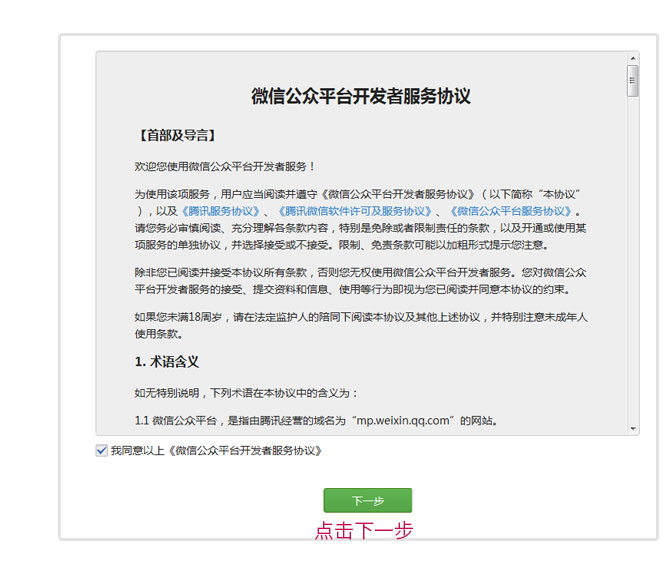 微信公众平台开发者服务协议
【首部及导言】
欢迎您使用微信公众平台开发者服务！
为使用该项服务，用户应当阅读并遵守《微信公众平台开发者服务协议》（以下简称“本协议”
），以及《腾讯服务协议》、《腾讯微信软件许可及服务协议》、《微信公众平台服务协议》。
请您务必审慎阅读、充分理解各条款内容，特别是免除或者限制责任的条款，以及开通或使用某
项服务的单独协议，并选择接受或不接受。限制、免责条款可能以加粗形式提示您注意。
除非您已阅读并接受本协议所有条款，否则您无权使用微信公众平台开发者服务。您对微信公众
平台开发者服务的接受、提交资料和信息、使用等行为即视为您已阅读并同意本协议的约束。
如果您未满18周岁，请在法定监护人的陪同下阅读本协议及其他上述协议，并特别注意未成年人
使用条款。
1. 术语含义
如无特别说明，下列术语在本协议中的含义为：
1.1 微信公众平台，是指由腾讯经营的域名为“mp.weixin.qq.com”的网站。
我同意以上《微信公众平台开发者服务协议》
下一步
点击下一步